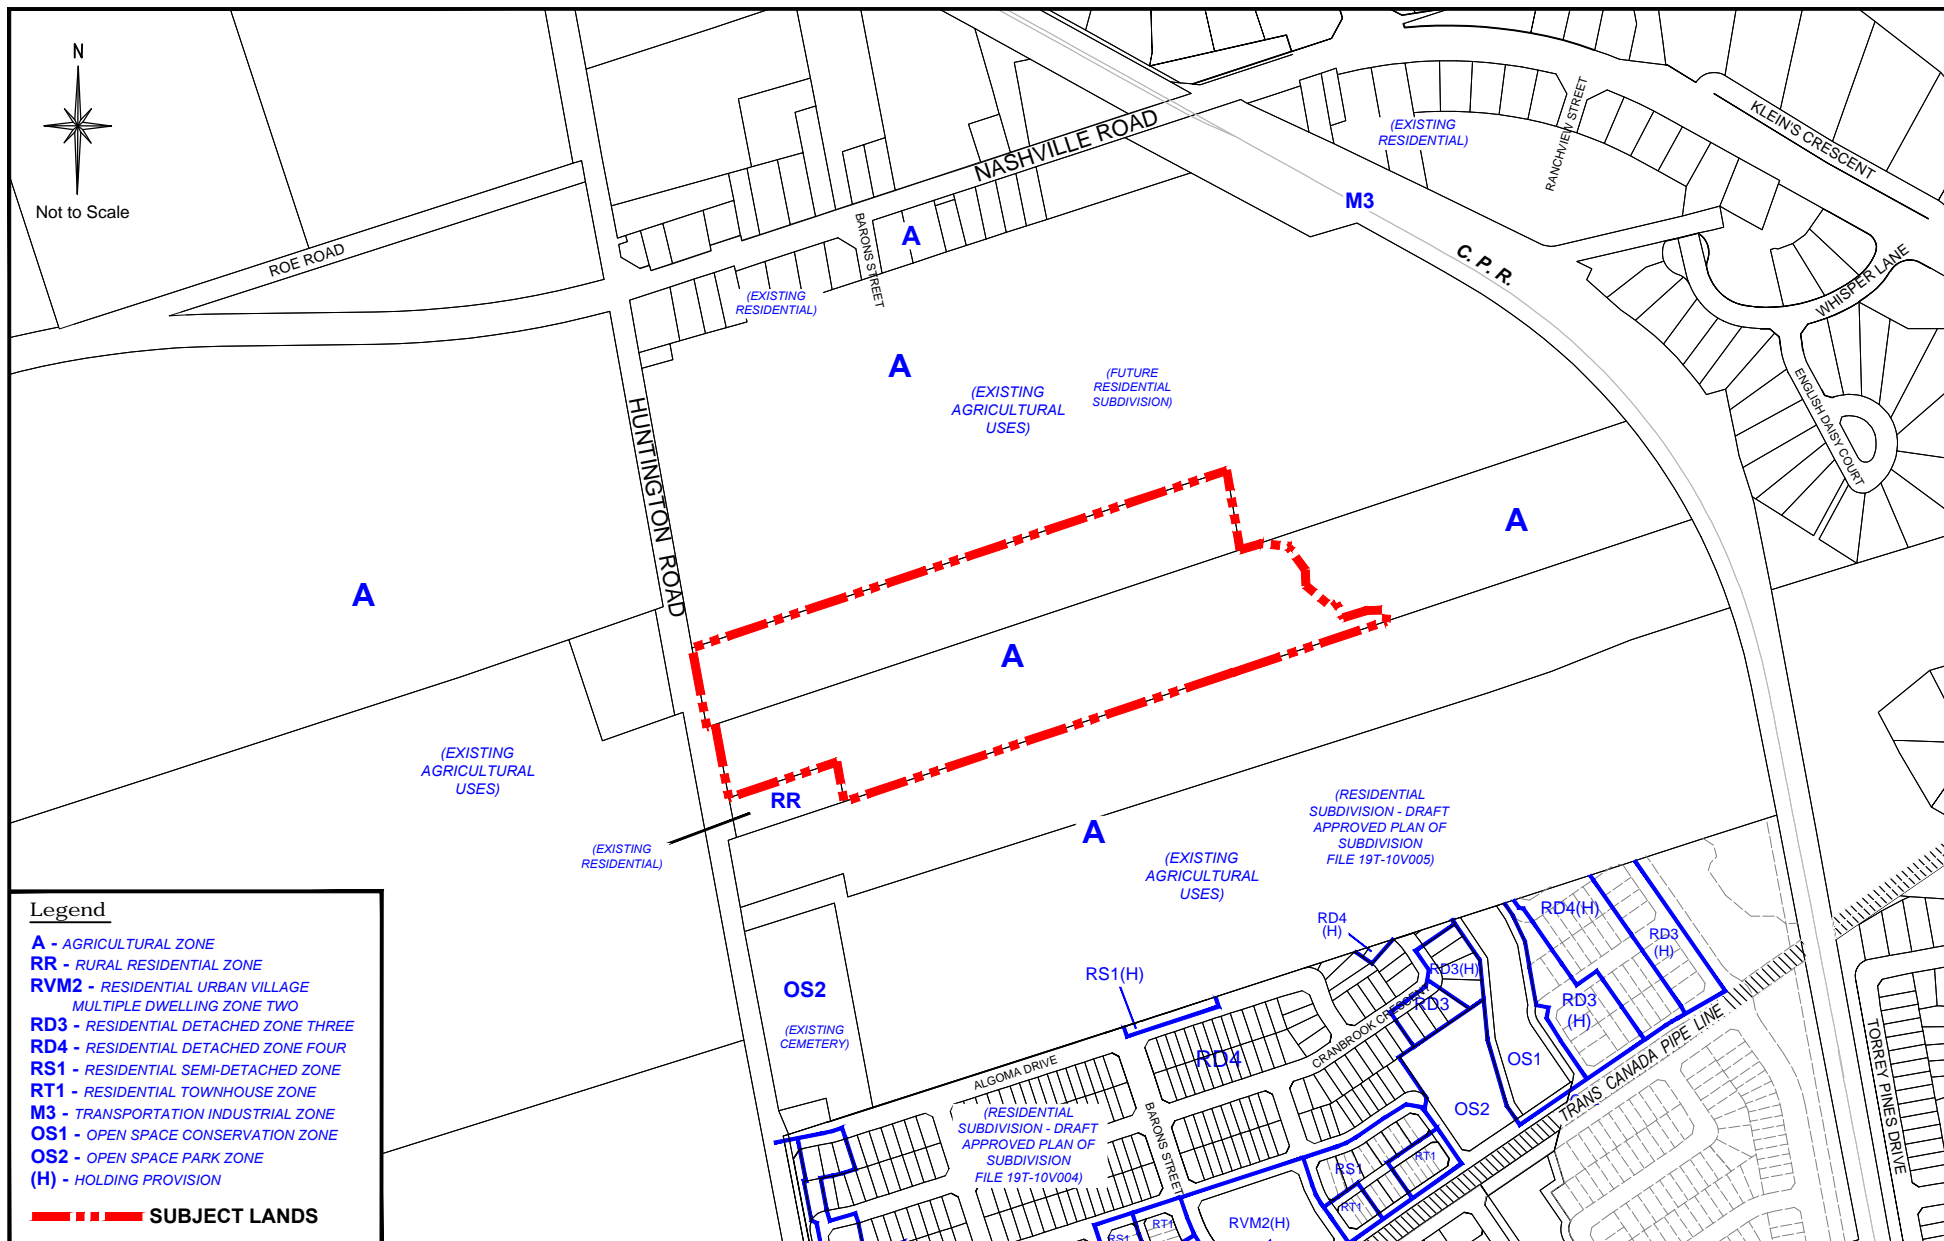 N
Not to Scale
ROE ROAD
NASHVILLE ROAD
BARONS STREET
A
(EXISTING
RESIDENTIAL)
(EXISTING
RESIDENTIAL)
RANCHVIEW STREET
KLEIN'S CRESCENT
M3
C. P. R.
WHISPER LANE
ENGLISH DAISY COURT
HUNTINGTON ROAD
A
(EXISTING
AGRICULTURAL
USES)
(FUTURE
RESIDENTIAL
SUBDIVISION)
A
A
A
(EXISTING
AGRICULTURAL
USES)
RR
(EXISTING
RESIDENTIAL)
A
(EXISTING
AGRICULTURAL
USES)
(RESIDENTIAL
SUBDIVISION - DRAFT
APPROVED PLAN OF
SUBDIVISION
FILE 19T-10V005)
OS2
(EXISTING
CEMETERY)
RS1(H)
RD4
(H)
RD3(H)
RD3
RD4(H)
RD3
(H)
RD3
(H)
RD4
CRANBROOK CRESCENT
ALGOMA DRIVE
BARONS STREET
OS1
OS2
TRANS CANADA PIPE LINE
TORREY PINES DRIVE
(RESIDENTIAL
SUBDIVISION - DRAFT
APPROVED PLAN OF
SUBDIVISION
FILE 19T-10V004)
RS1
RT1
RT1
RS1
RT1
RVM2(H)
Legend
A - AGRICULTURAL ZONE
RR - RURAL RESIDENTIAL ZONE
RVM2 - RESIDENTIAL URBAN VILLAGE
MULTIPLE DWELLING ZONE TWO
RD3 - RESIDENTIAL DETACHED ZONE THREE
RD4 - RESIDENTIAL DETACHED ZONE FOUR
RS1 - RESIDENTIAL SEMI-DETACHED ZONE
RT1 - RESIDENTIAL TOWNHOUSE ZONE
M3 - TRANSPORTATION INDUSTRIAL ZONE
OS1 - OPEN SPACE CONSERVATION ZONE
OS2 - OPEN SPACE PARK ZONE
(H) - HOLDING PROVISION
SUBJECT LANDS